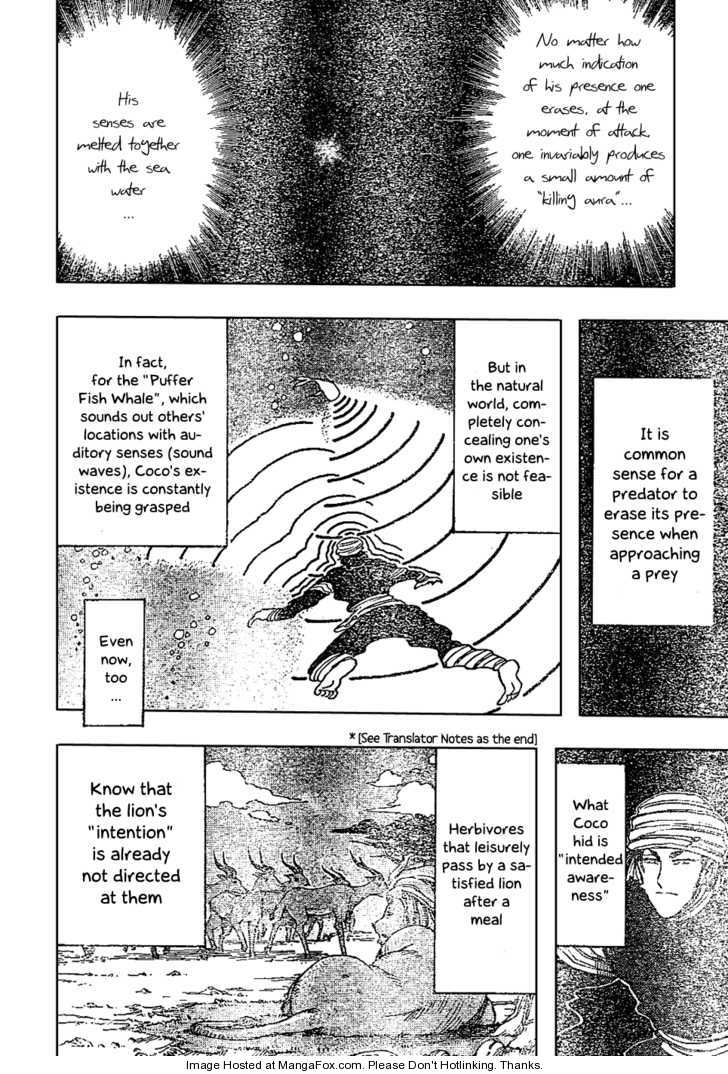 No matter how
much indication
of his presence one
erases, at the
moment of attack,
one invariably produces
a small amount of
"killing aura"...
His
senses are
melted together
with the sea
water
...
It is
common
sense for a
predator to
erase its pre-
sence when
approaching
a prey
But in
the natural
world, com-
pletely con-
cealing one's
own existen-
ce is not fea-
sible
In fact,
for the "Puffer
Fish Whale", which
sounds out others'
locations with au-
ditory senses (sound
waves), Coco's ex-
istence is constantly
being grasped
Even
now,
too
...
* [See Translator Notes as the end]
What
Coco
hid is
"intended
aware-
ness"
Herbivores
that leisurely
pass by a sa-
tisfied lion
after a
meal
Know that
the lion's
"intention"
is already
not directed
at them
Image Hosted at MangaFox.com. Please Don't Hotlinking. Thanks.